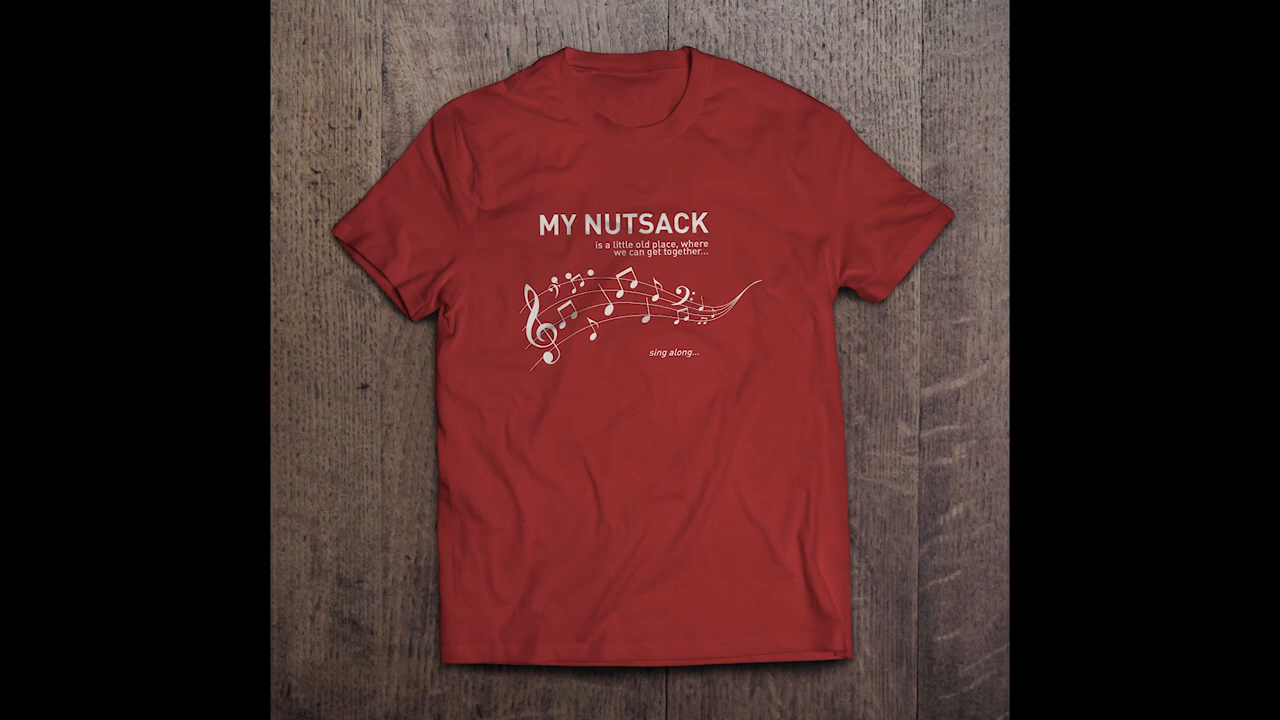 MY NUTSACK
is a little old place, where
we can get together...
sing along...